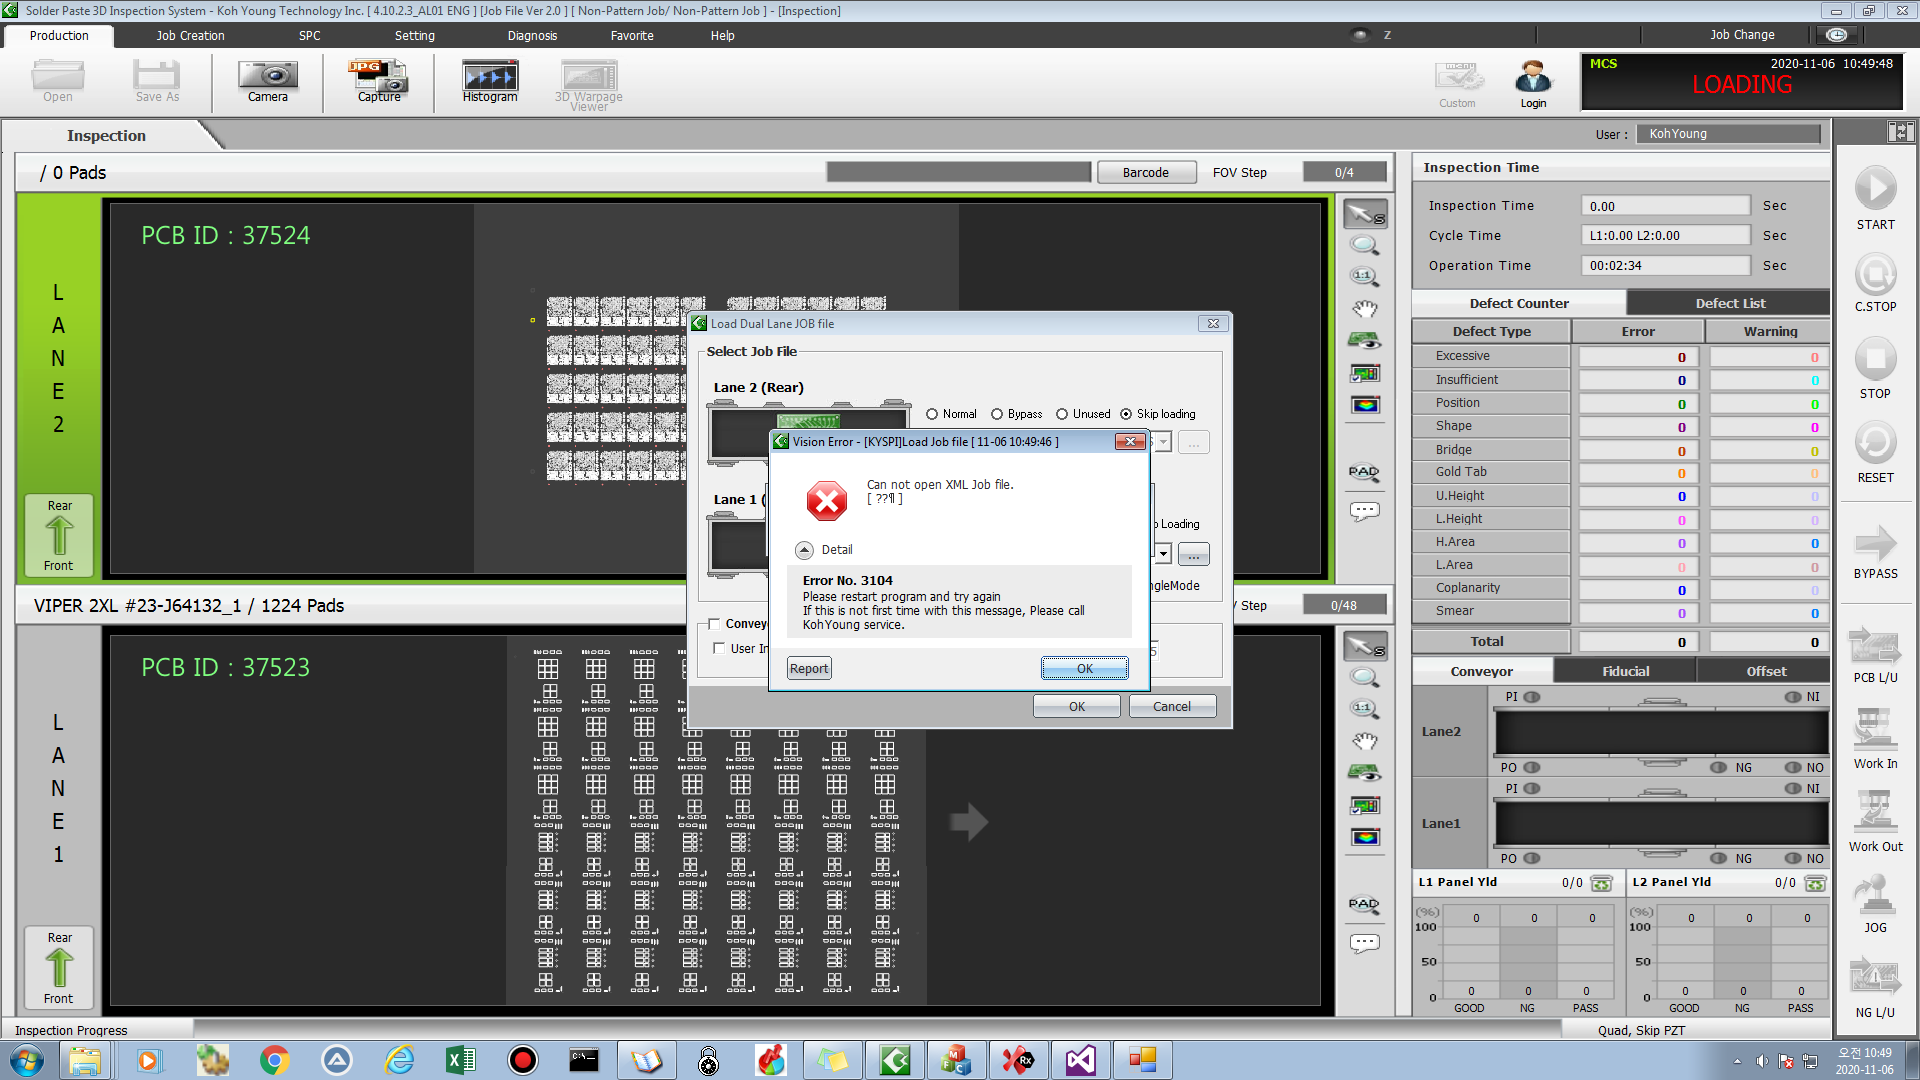 Solder Paste 3D Inspection System - Koh Young Technology Inc. [ 4.10.2.3_AL01 ENG ] [Job File Ver 2.0 ] [ Non-Pattern Job/ Non-Pattern Job ] - [Inspection]
Production Job Creation SPC Setting Diagnosis Favorite Help Z Job Change
Open Save As Camera JPG Capture Histogram 3D Warpage Viewer Custom Login
MCS 2020-11-06 10:49:48
LOADING
Inspection User : KohYoung
/ 0 Pads Barcode FOV Step 0/4
LANE2
PCB ID : 37524
Rear
Front
S
1:1
PAD
Load Dual Lane JOB file
Select Job File
Lane 2 (Rear)
Normal Bypass Unused Skip loading
...
Lane 1 (
Loading
...
ngleMode
Convey
User In
5
OK Cancel
Vision Error - [KYSPI]Load Job file [ 11-06 10:49:46 ]
Can not open XML Job file.
[ ??¶ ]
Detail
Error No. 3104
Please restart program and try again
If this is not first time with this message, Please call
KohYoung service.
Report OK
VIPER 2XL #23-J64132_1 / 1224 Pads Step 0/48
LANE1
PCB ID : 37523
Rear
Front
S
1:1
PAD
Inspection Time
Inspection Time 0.00 Sec
Cycle Time L1:0.00 L2:0.00 Sec
Operation Time 00:02:34 Sec
Defect Counter Defect List
Defect Type Error Warning
Excessive 0 0
Insufficient 0 0
Position 0 0
Shape 0 0
Bridge 0 0
Gold Tab 0 0
U.Height 0 0
L.Height 0 0
H.Area 0 0
L.Area 0 0
Coplanarity 0 0
Smear 0 0
Total 0 0
Conveyor Fiducial Offset
PI NI
Lane2
PO NG NO
PI NI
Lane1
PO NG NO
L1 Panel Yld 0/0 L2 Panel Yld 0/0
(%) 0 0 0 (%) 0 0 0
100 100
50 50
0 0 0 0 0 0 0 0
GOOD NG PASS GOOD NG PASS
START
C.STOP
STOP
RESET
BYPASS
PCB L/U
Work In
Work Out
JOG
NG L/U
Inspection Progress Quad, Skip PZT
오전 10:49
2020-11-06